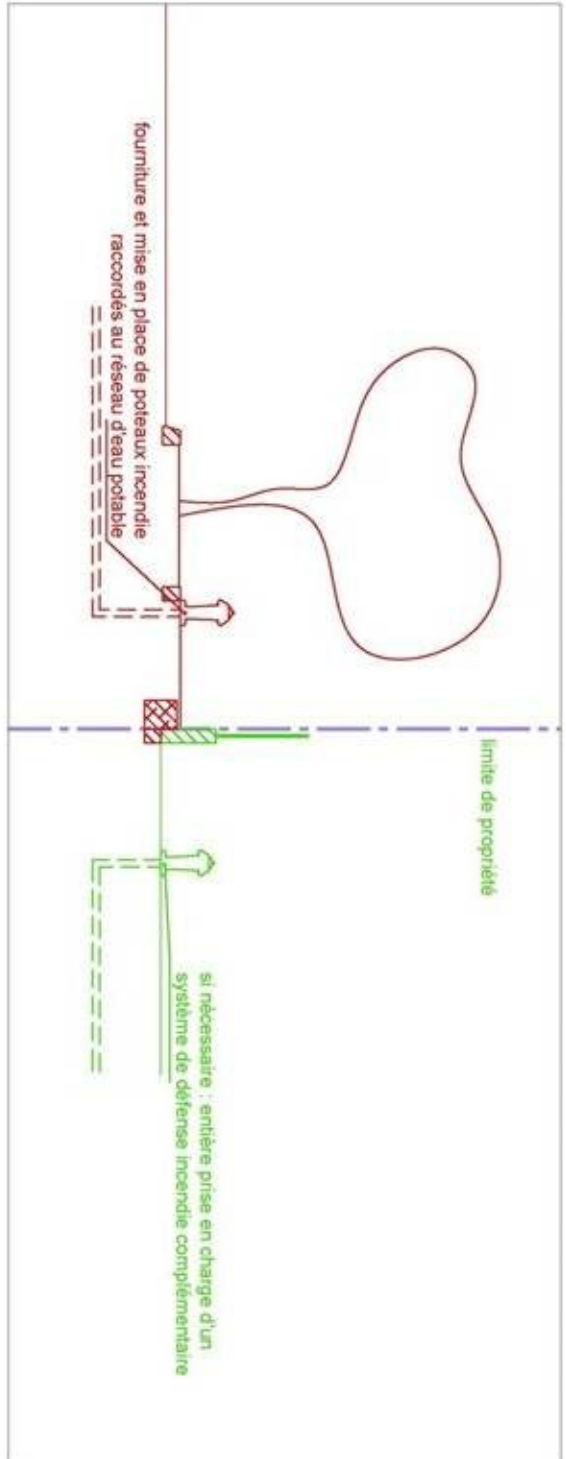 fourniture et mise en place de poteaux incendie
raccordés au réseau d'eau potable
limite de propriété
si nécessaire : entière prise en charge d'un
système de défense incendie complémentaire